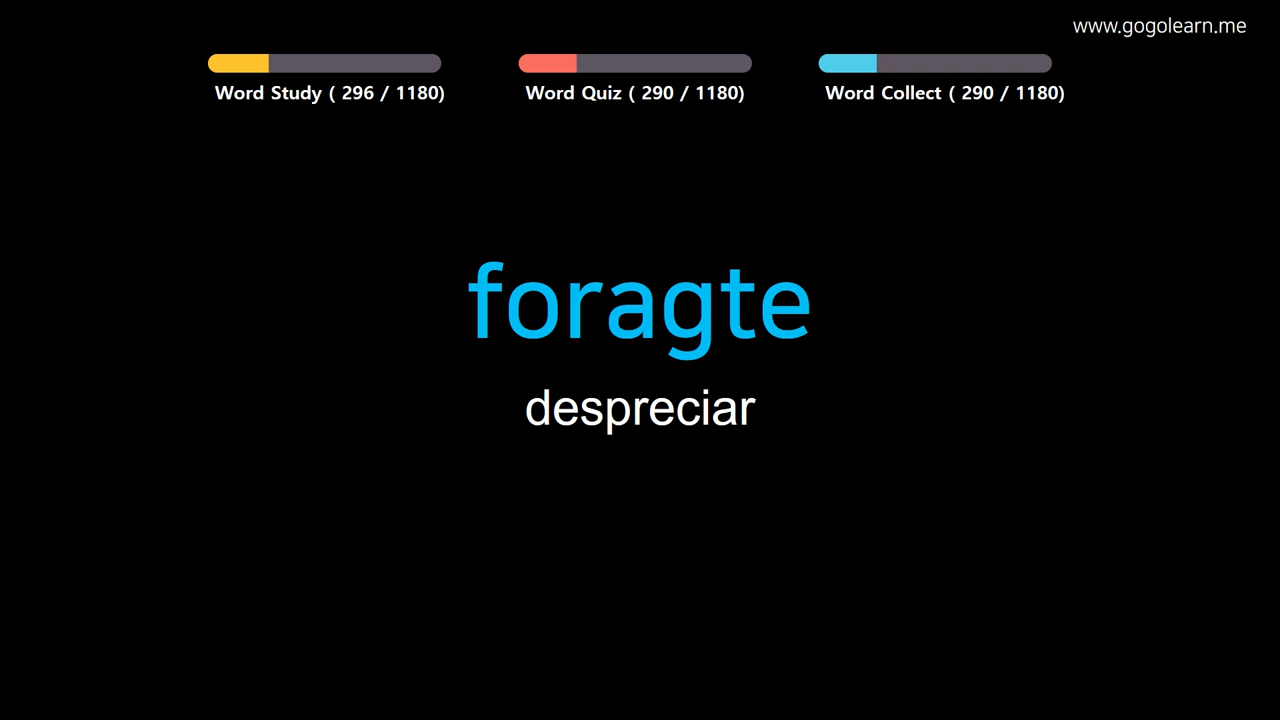 www.gogolearn.me
Word Study ( 296 / 1180)
Word Quiz ( 290 / 1180)
Word Collect ( 290 / 1180)
foragte
despreciar